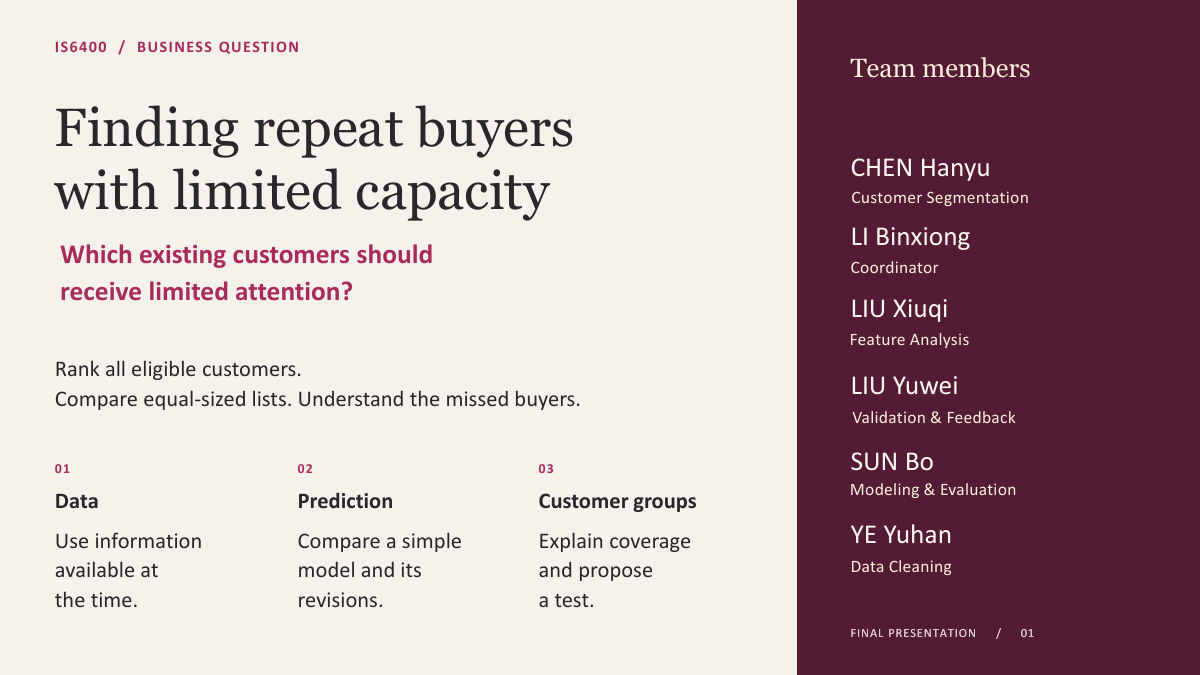 IS6400 / BUSINESS QUESTION
Finding repeat buyers
with limited capacity
Which existing customers should
receive limited attention?
Rank all eligible customers.
Compare equal-sized lists. Understand the missed buyers.
01
Data
Use information
available at
the time.
02
Prediction
Compare a simple
model and its
revisions.
03
Customer groups
Explain coverage
and propose
a test.
Team members
CHEN Hanyu
Customer Segmentation
LI Binxiong
Coordinator
LIU Xiuqi
Feature Analysis
LIU Yuwei
Validation & Feedback
SUN Bo
Modeling & Evaluation
YE Yuhan
Data Cleaning
FINAL PRESENTATION / 01